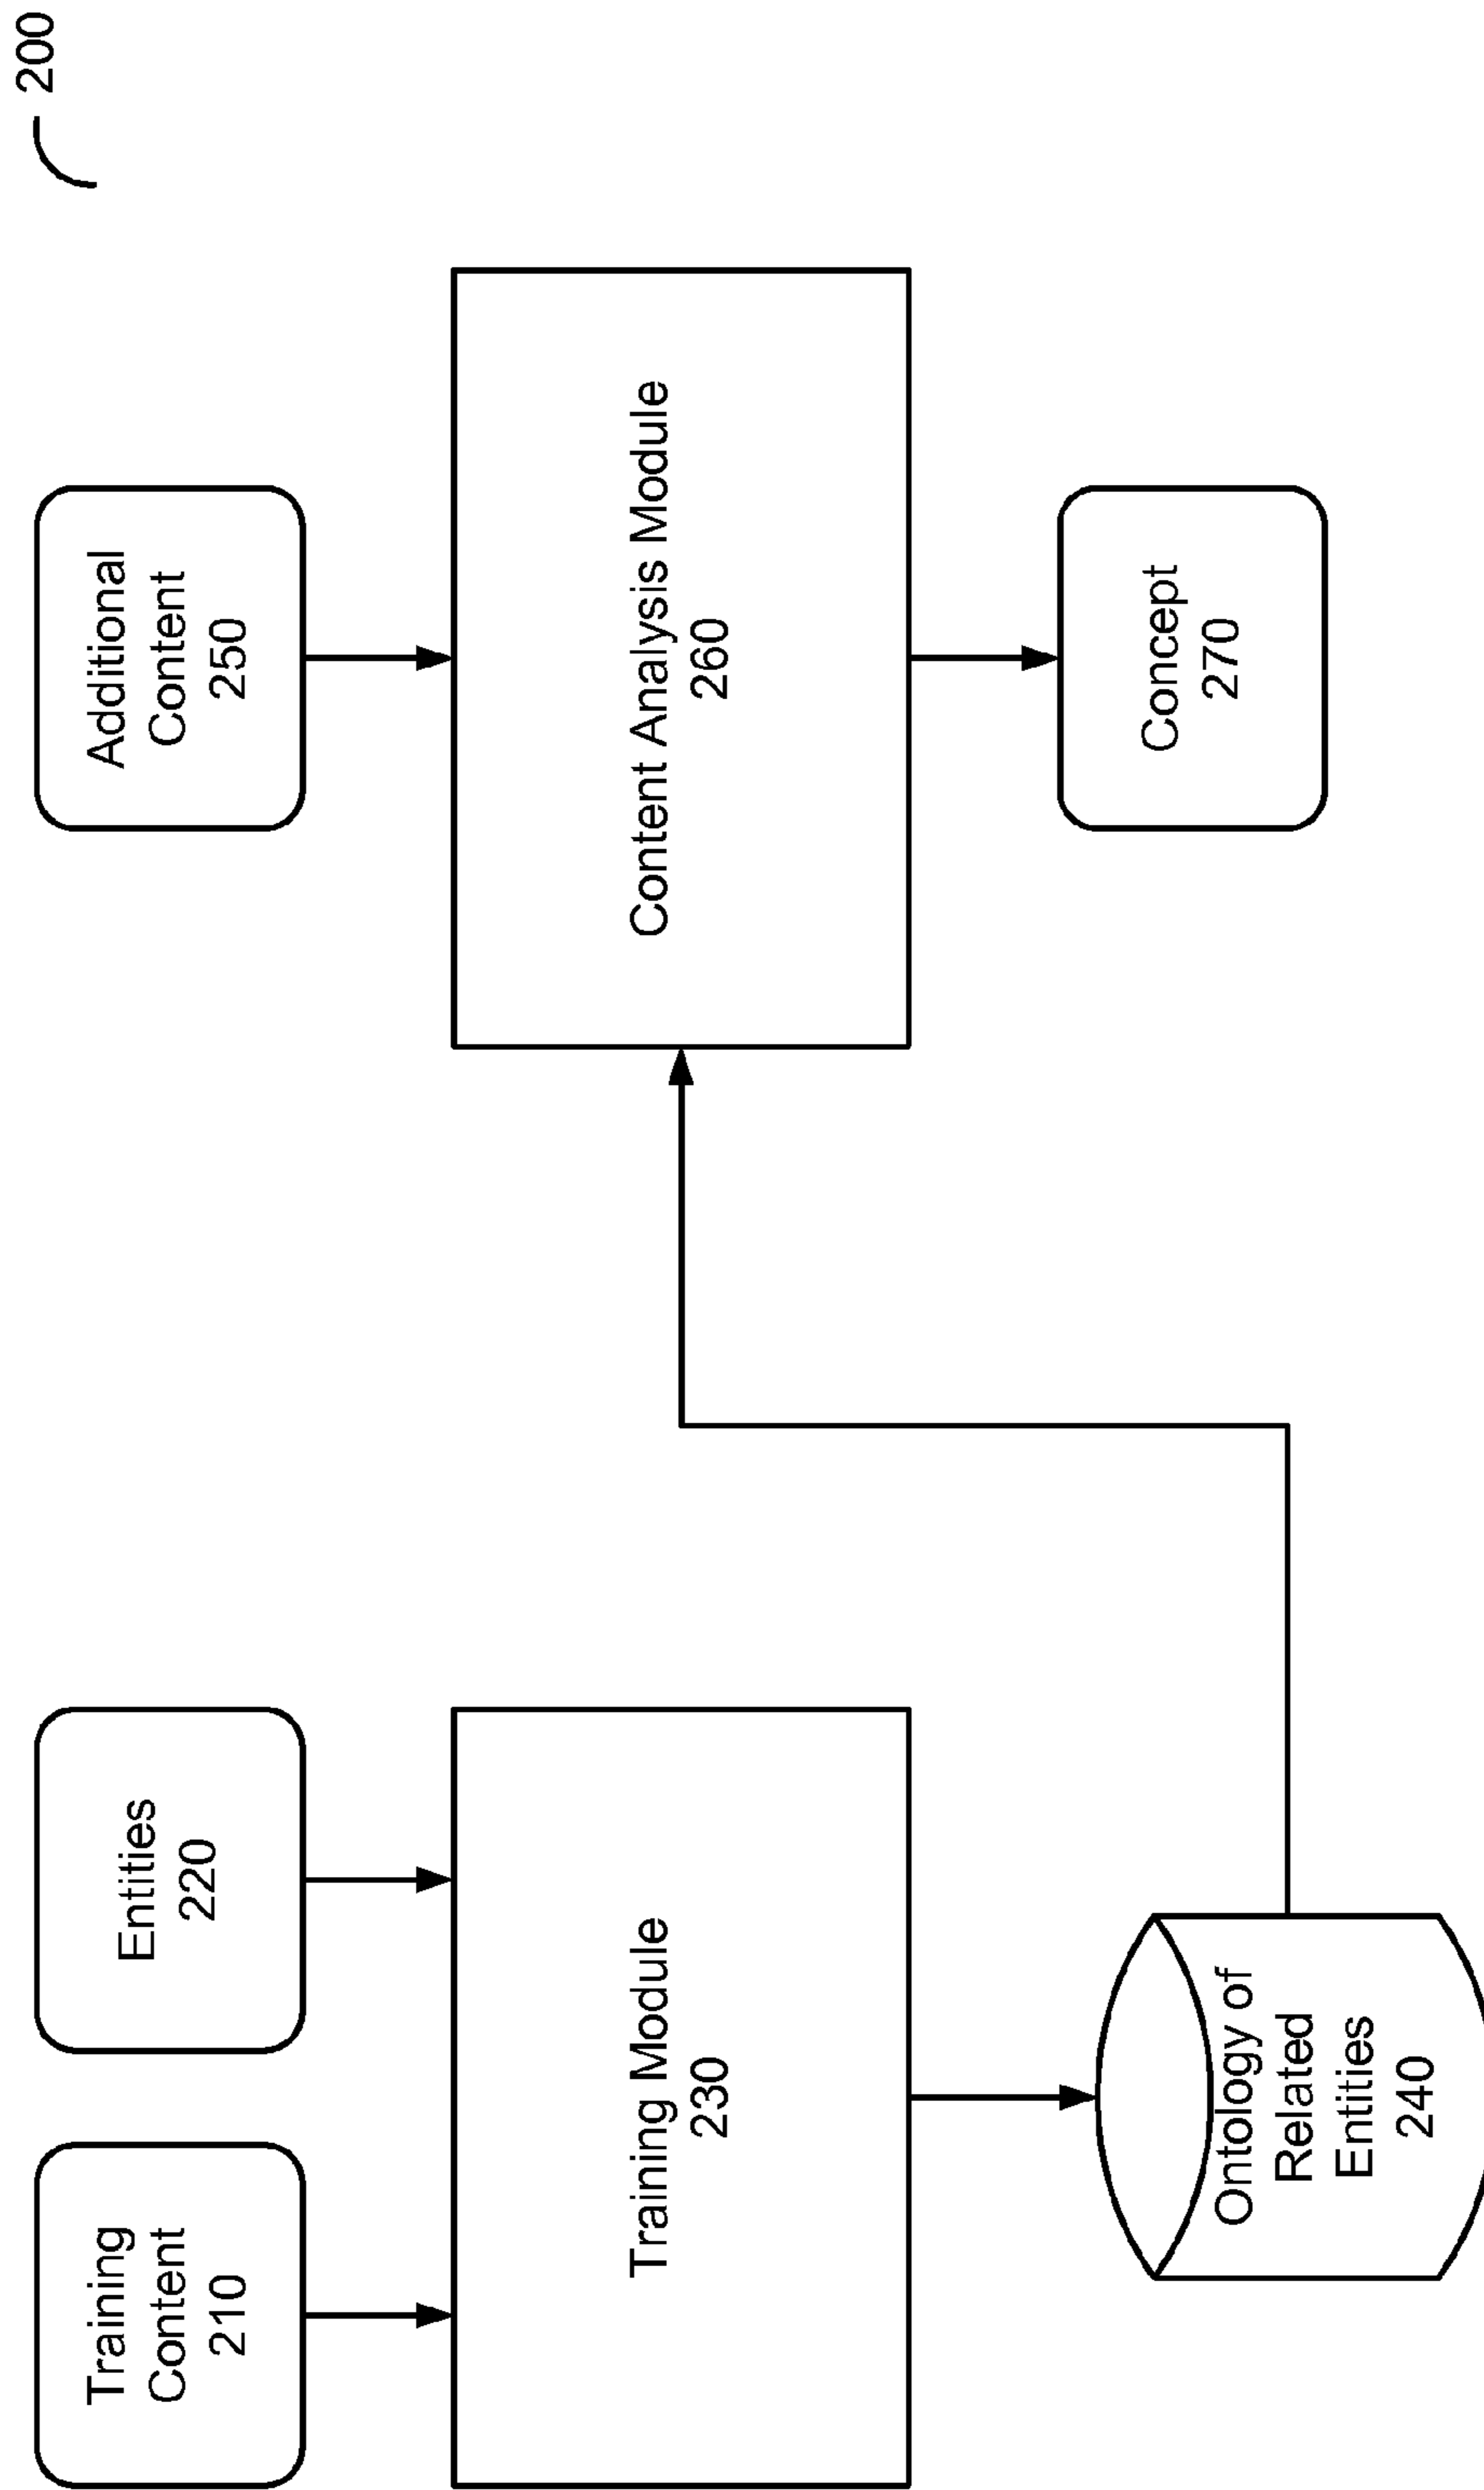 200
Training
Content
210
Entities
220
Additional
Content
250
Training Module
230
Content Analysis Module
260
Ontology of
Related
Entities
240
Concept
270